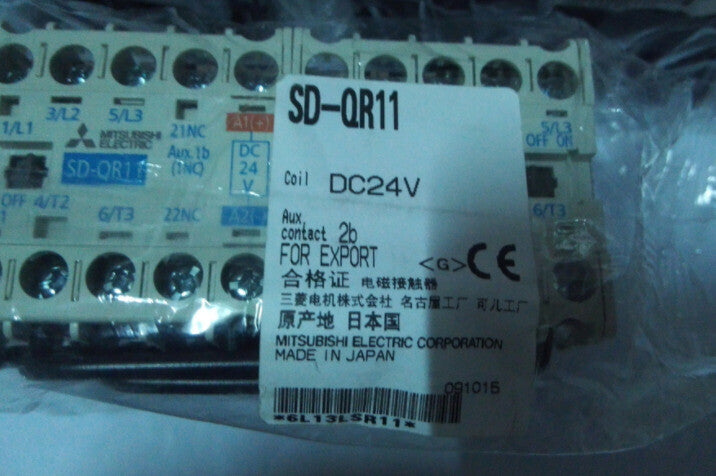 3/L2
5/L3
1/L1
MITSUBISHI
ELECTRIC
21NC
A1(+)
SD-QR11
Aux.1b
(1NC)
DC
24
V
OFF
4/T2
6/T3
22NC
SD-QR11
Coil DC24V
Aux.
contact 2b
FOR EXPORT <G> CE
合格证 电磁接触器
三菱电机株式会社 名古屋工厂 可儿工厂
原产地 日本国
MITSUBISHI ELECTRIC CORPORATION
MADE IN JAPAN
091015
*6L13LSR11*
5/L3
OFF ON
6/T3